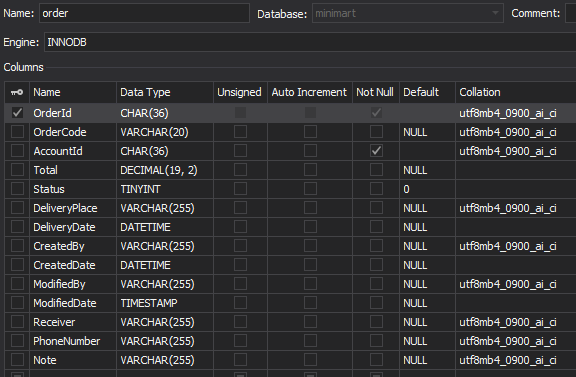 Name: order Database: minimart Comment:
Engine: INNODB
Columns
Name Data Type Unsigned Auto Increment Not Null Default Collation
OrderId CHAR(36) utf8mb4_0900_ai_ci
OrderCode VARCHAR(20) NULL utf8mb4_0900_ai_ci
AccountId CHAR(36) utf8mb4_0900_ai_ci
Total DECIMAL(19, 2) NULL
Status TINYINT 0
DeliveryPlace VARCHAR(255) NULL utf8mb4_0900_ai_ci
DeliveryDate DATETIME NULL
CreatedBy VARCHAR(255) NULL utf8mb4_0900_ai_ci
CreatedDate DATETIME NULL
ModifiedBy VARCHAR(255) NULL utf8mb4_0900_ai_ci
ModifiedDate TIMESTAMP NULL
Receiver VARCHAR(255) NULL utf8mb4_0900_ai_ci
PhoneNumber VARCHAR(255) NULL utf8mb4_0900_ai_ci
Note VARCHAR(255) NULL utf8mb4_0900_ai_ci